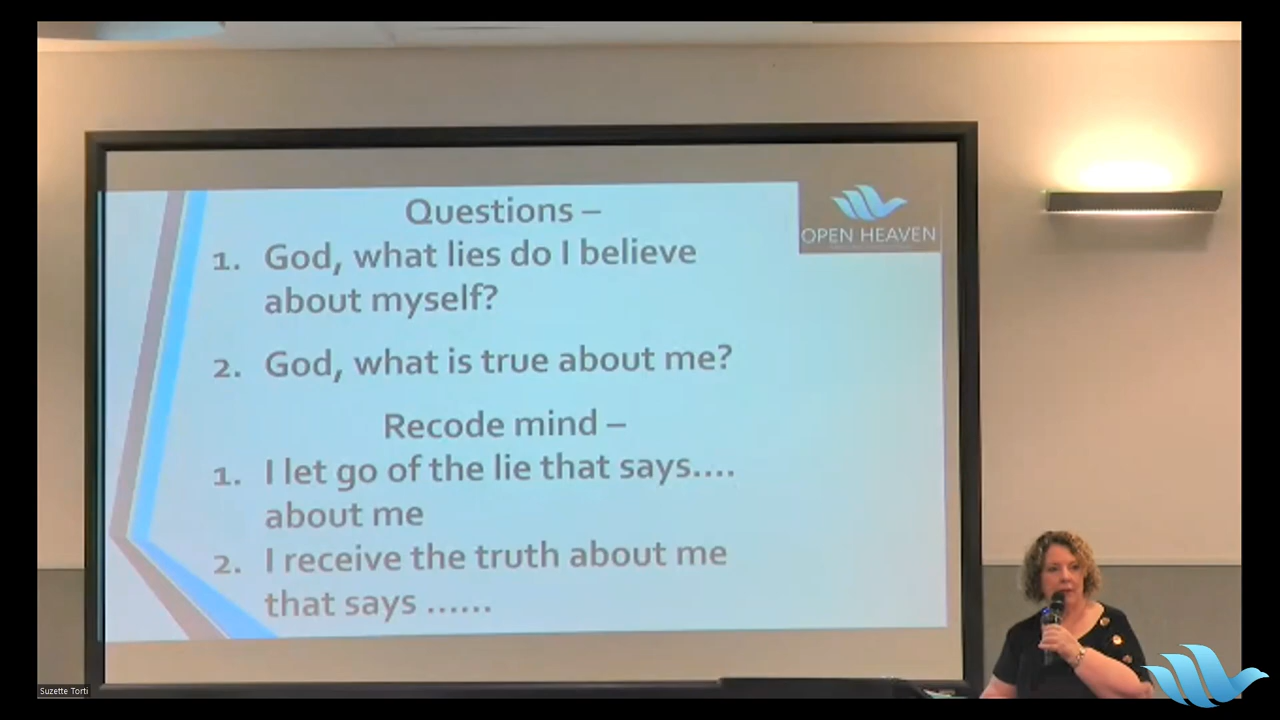 Questions –
1. God, what lies do I believe
about myself?
2. God, what is true about me?
Recode mind –
1. I let go of the lie that says....
about me
2. I receive the truth about me
that says ......
OPEN HEAVEN
Suzette Torti